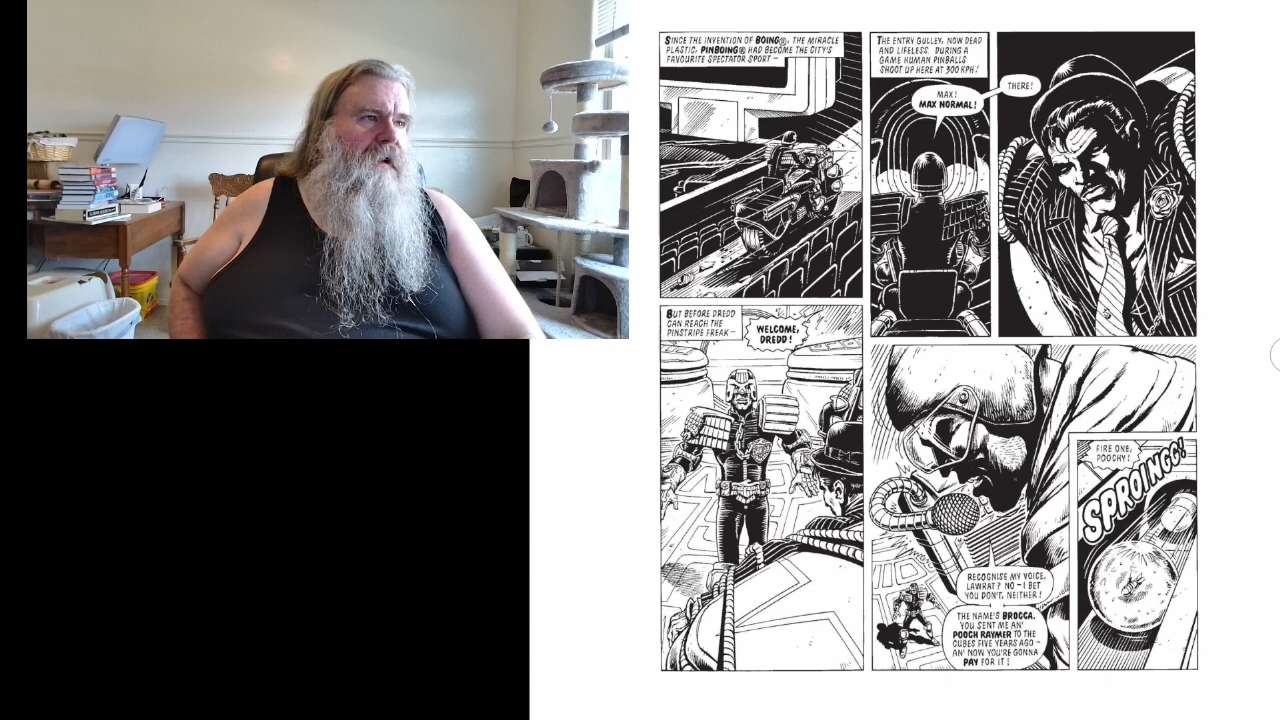 SINCE THE INVENTION OF BOING®, THE MIRACLE
PLASTIC, PINBOING® HAD BECOME THE CITY'S
FAVOURITE SPECTATOR SPORT –
THE ENTRY GULLEY, NOW DEAD
AND LIFELESS. DURING A
GAME HUMAN PINBALLS
SHOOT UP HERE AT 300 KPH!
MAX!
MAX NORMAL!
THERE!
BUT BEFORE DREDD
CAN REACH THE
PINSTRIPE FREAK –
WELCOME,
DREDD!
RECOGNISE MY VOICE,
LAWRAT? NO – I BET
YOU DON'T, NEITHER!
THE NAME'S BROGGA.
YOU SENT ME AN'
POOCH RAYMER TO THE
CUBES FIVE YEARS AGO –
AN' NOW YOU'RE GONNA
PAY FOR IT!
FIRE ONE,
POOCHY!
SPROINGG!